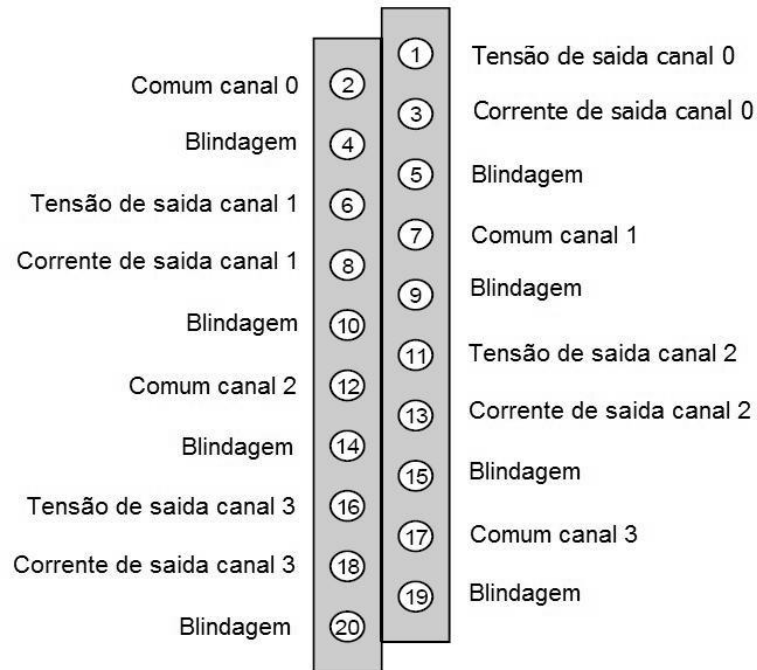 1 Tensão de saida canal 0
Comum canal 0 2
3 Corrente de saida canal 0
Blindagem 4
5 Blindagem
Tensão de saida canal 1 6
7 Comum canal 1
Corrente de saida canal 1 8
9 Blindagem
Blindagem 10
11 Tensão de saida canal 2
Comum canal 2 12
13 Corrente de saida canal 2
Blindagem 14
15 Blindagem
Tensão de saida canal 3 16
17 Comum canal 3
Corrente de saida canal 3 18
19 Blindagem
Blindagem 20